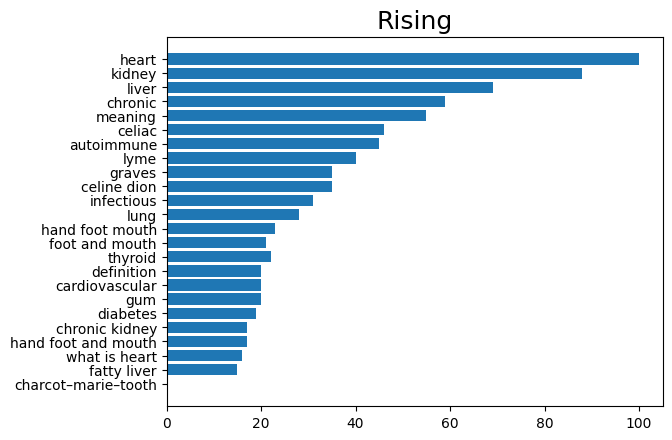 Rising
heart
kidney
liver
chronic
meaning
celiac
autoimmune
lyme
graves
celine dion
infectious
lung
hand foot mouth
foot and mouth
thyroid
definition
cardiovascular
gum
diabetes
chronic kidney
hand foot and mouth
what is heart
fatty liver
charcot–marie–tooth
0 20 40 60 80 100